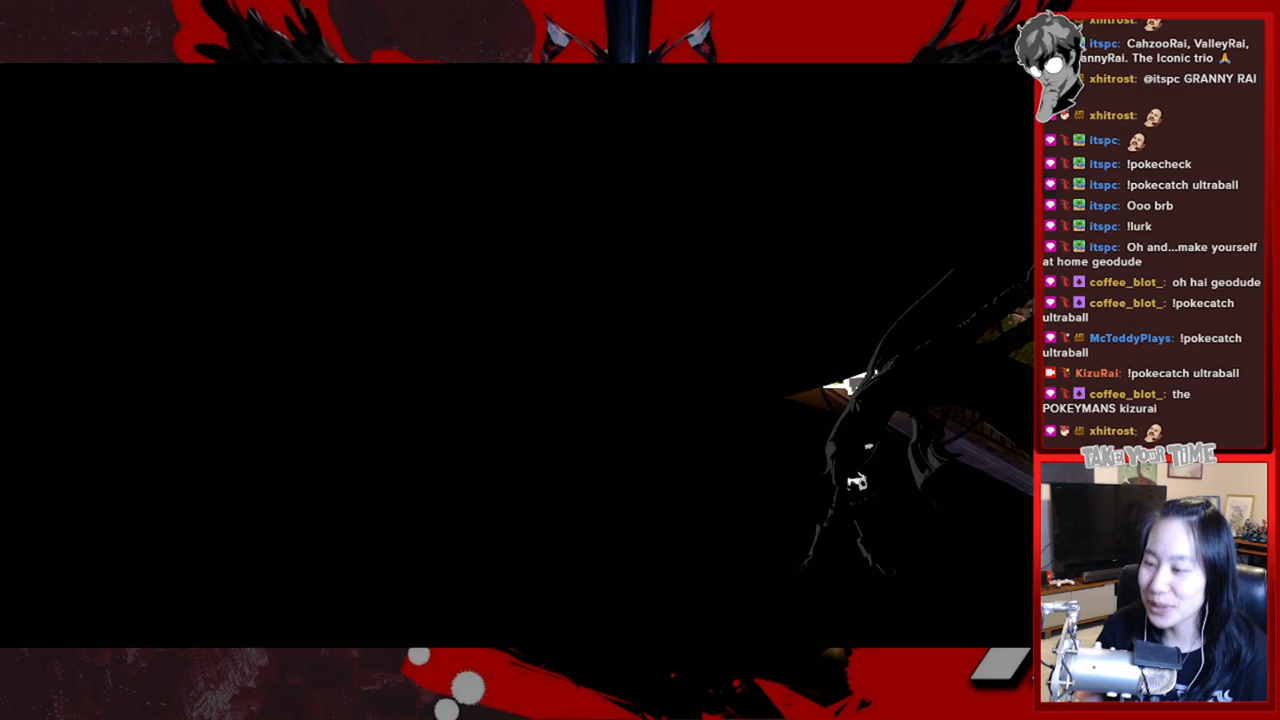 xhitrost:
itspc: CahzooRai, ValleyRai,
annyRai. The Iconic trio 🙏
xhitrost: @itspc GRANNY RAI
xhitrost:
itspc:
itspc: !pokecheck
itspc: !pokecatch ultraball
itspc: Ooo brb
itspc: !lurk
itspc: Oh and...make yourself
at home geodude
coffee_blot_: oh hai geodude
coffee_blot_: !pokecatch
ultraball
McTeddyPlays: !pokecatch
ultraball
KizuRai: !pokecatch ultraball
coffee_blot_: the
POKEYMANS kizurai
xhitrost:
TAKE YOUR TIME